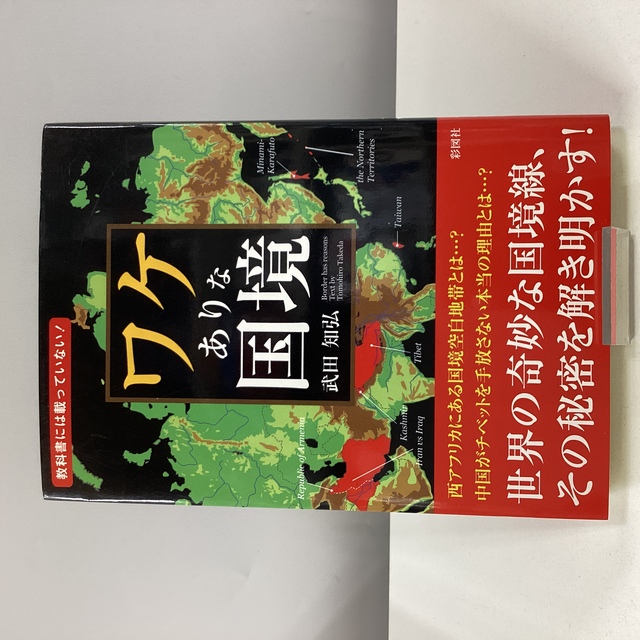 教科書には載っていない!
ワケ
ありな
国境
武田 知弘
Border has reasons
Text by
Tomohiro Takeda
Minami-
Karafuto
the Northern
Territories
Taiwan
Tibet
Kashmir
Iran vs Iraq
Republic of Armenia
西アフリカにある国境空白地帯とは…?
中国がチベットを手放さない本当の理由とは…?
世界の奇妙な国境線、
その秘密を解き明かす!
彩図社